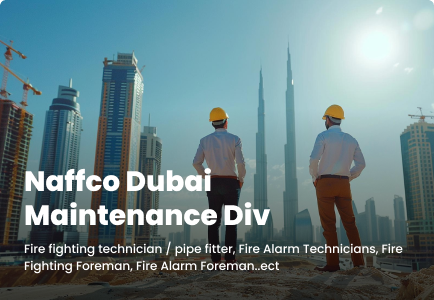 Naffco Dubai
Maintenance Div
Fire fighting technician / pipe fitter, Fire Alarm Technicians, Fire
Fighting Foreman, Fire Alarm Foreman..ect